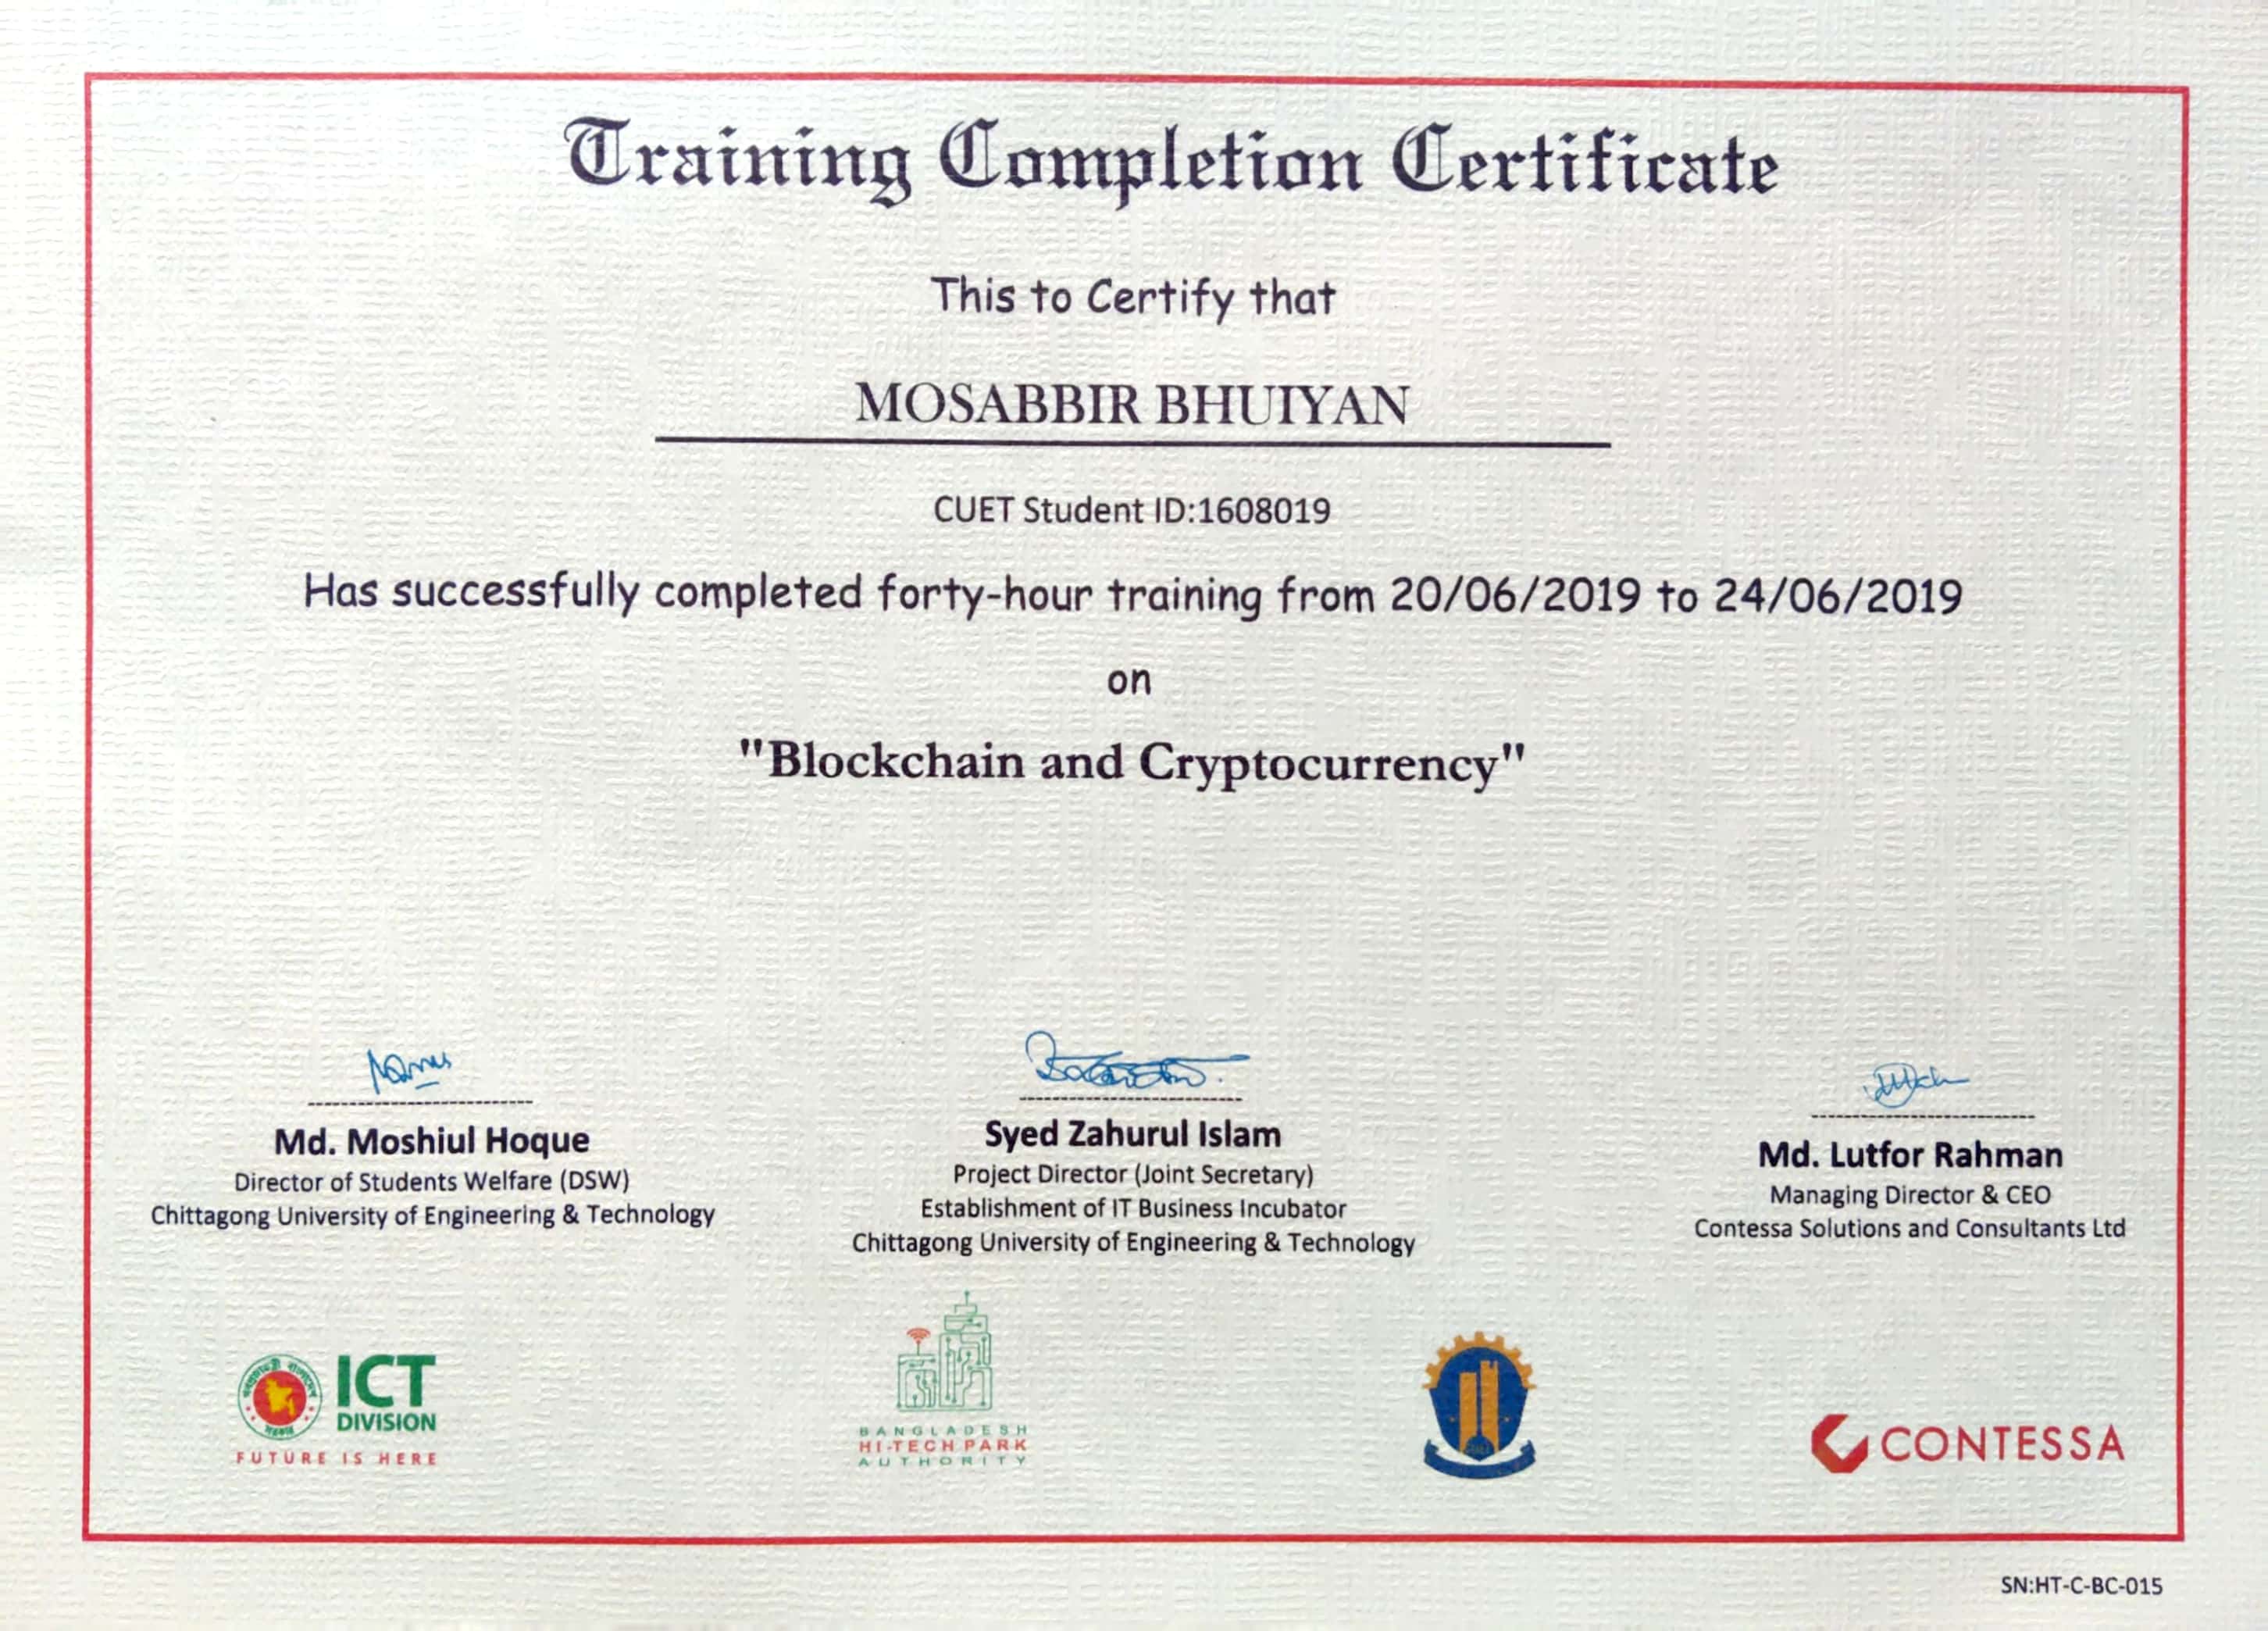 Training Completion Certificate
This to Certify that
MOSABBIR BHUIYAN
CUET Student ID:1608019
Has successfully completed forty-hour training from 20/06/2019 to 24/06/2019
on
"Blockchain and Cryptocurrency"
Md. Moshiul Hoque
Director of Students Welfare (DSW)
Chittagong University of Engineering & Technology
Syed Zahurul Islam
Project Director (Joint Secretary)
Establishment of IT Business Incubator
Chittagong University of Engineering & Technology
Md. Lutfor Rahman
Managing Director & CEO
Contessa Solutions and Consultants Ltd
ICT
DIVISION
FUTURE IS HERE
BANGLADESH
HI-TECH PARK
AUTHORITY
CONTESSA
SN:HT-C-BC-015